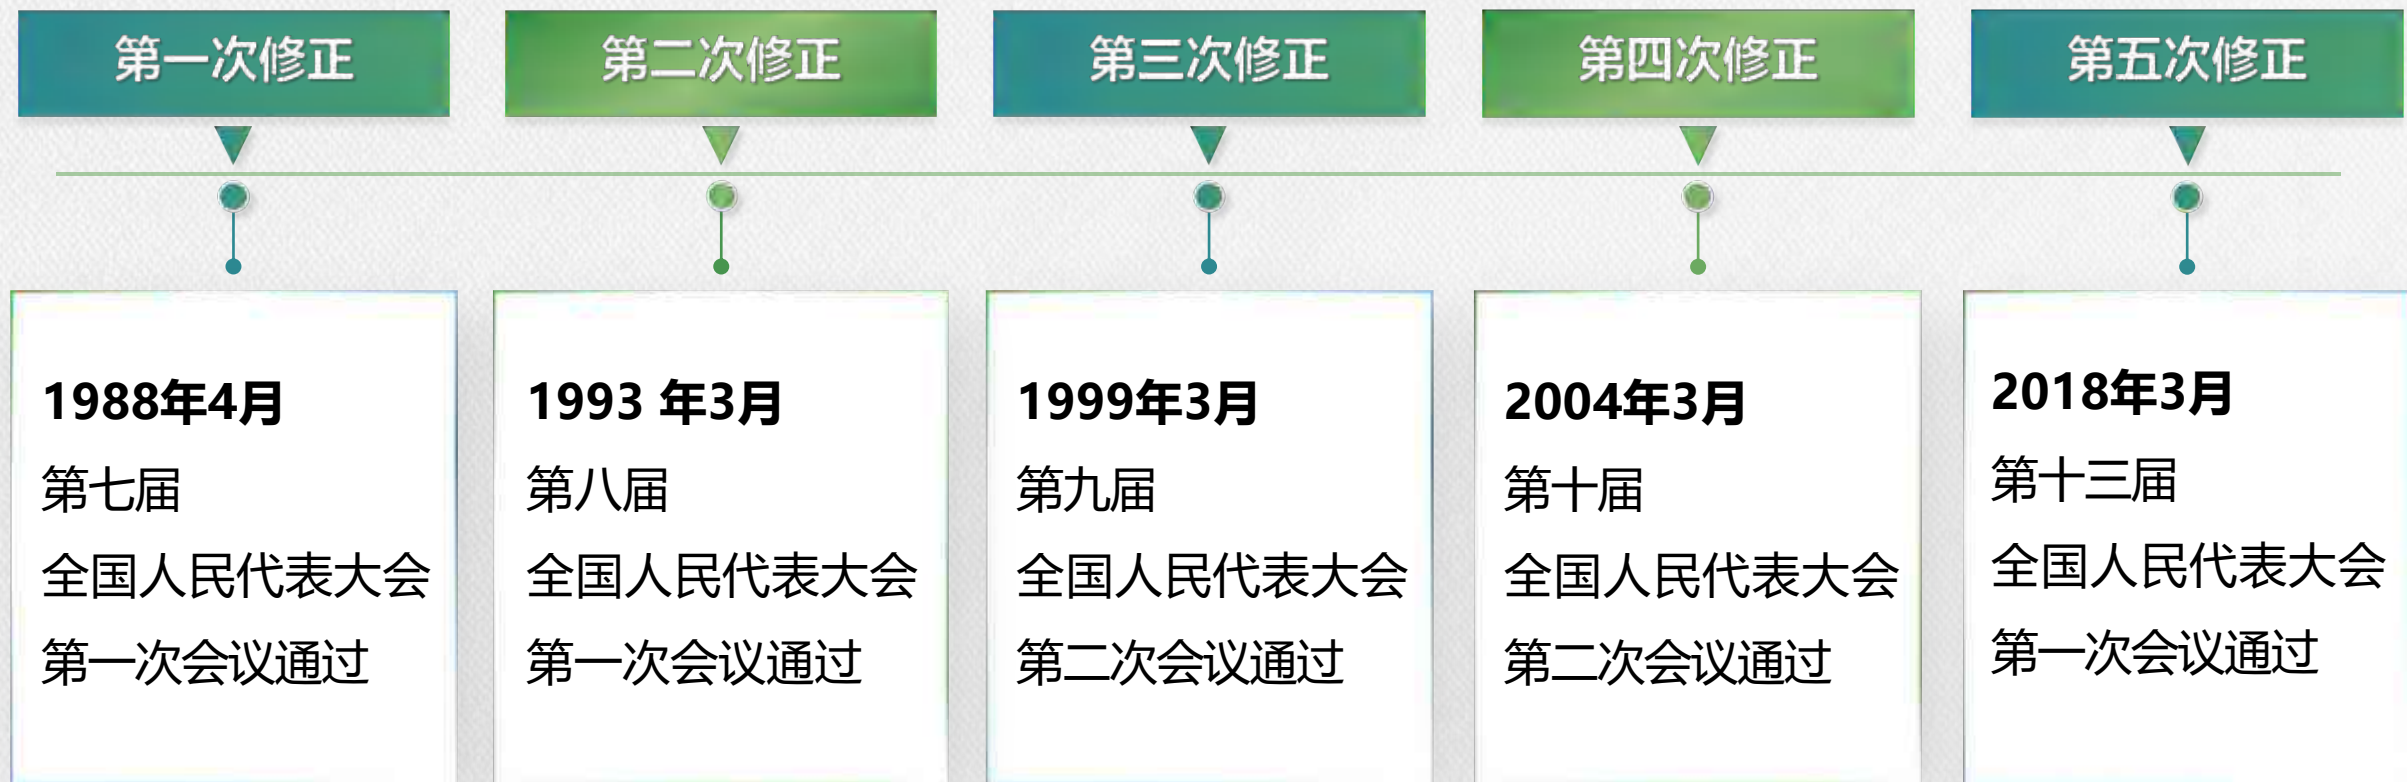 第一次修正
1988年4月
第七届
全国人民代表大会
第一次会议通过
第二次修正
1993 年3月
第八届
全国人民代表大会
第一次会议通过
第三次修正
1999年3月
第九届
全国人民代表大会
第二次会议通过
第四次修正
2004年3月
第十届
全国人民代表大会
第二次会议通过
第五次修正
2018年3月
第十三届
全国人民代表大会
第一次会议通过